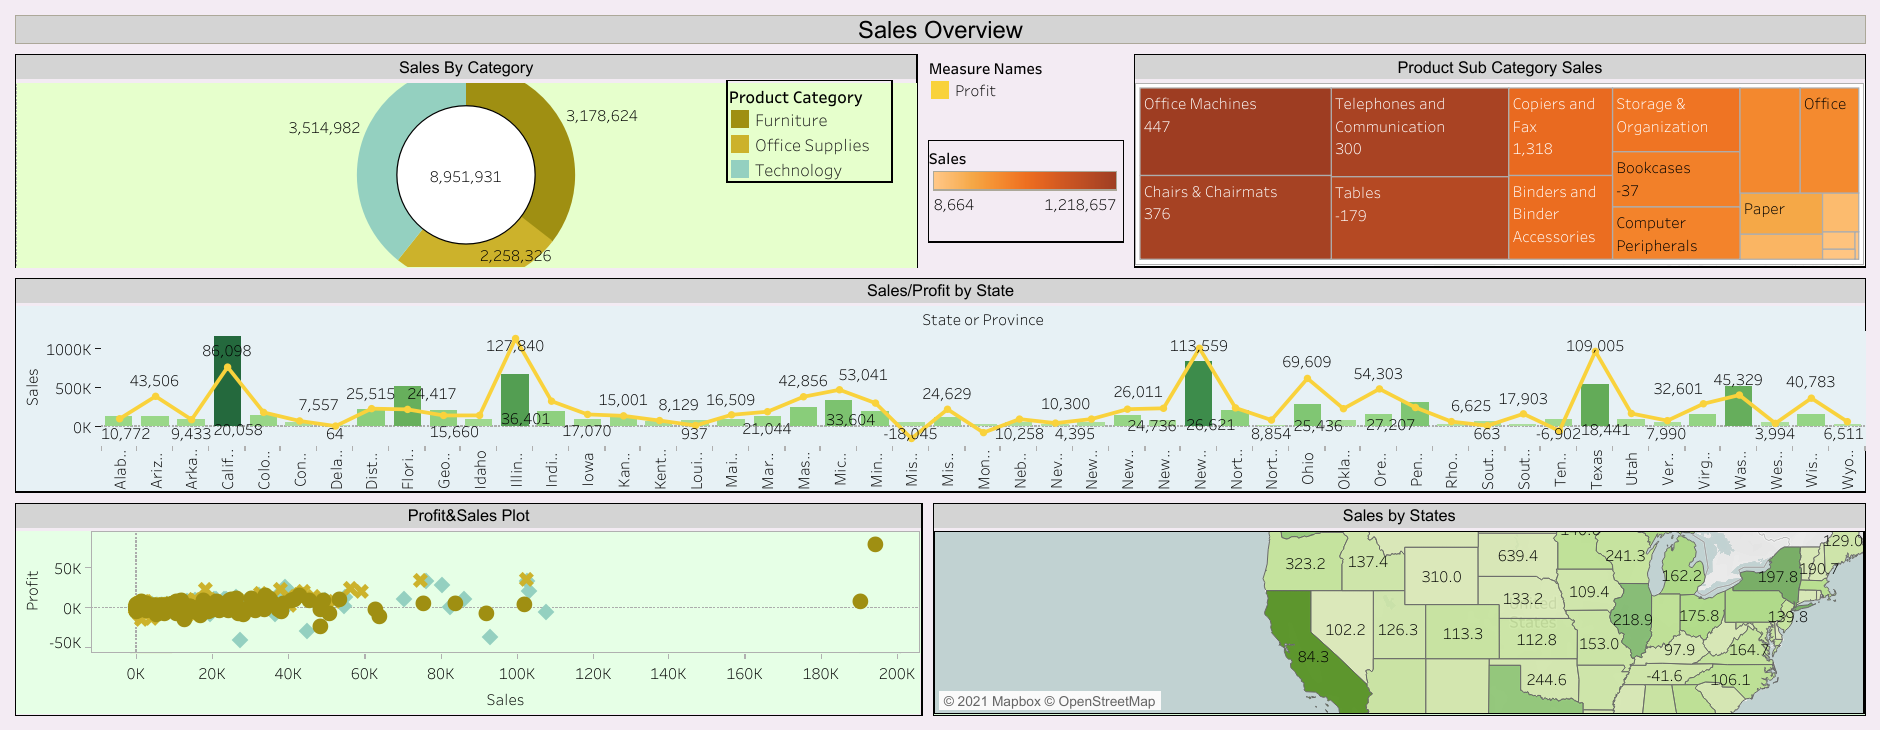 Sales Overview
Sales By Category
3,514,982
3,178,624
8,951,931
2,258,326
Product Category
Furniture
Office Supplies
Technology
Measure Names
Profit
Sales
8,664 1,218,657
Product Sub Category Sales
Office Machines
447
Telephones and
Communication
300
Copiers and
Fax
1,318
Storage &
Organization
Office
Chairs & Chairmats
376
Tables
-179
Binders and
Binder
Accessories
Bookcases
-37
Computer
Peripherals
Paper
Sales/Profit by State
State or Province
Sales
1000K
500K
0K
10,772
43,506
9,433
86,098
20,058
7,557
64
25,515
24,417
15,660
127,840
36,401
17,070
15,001
8,129
937
16,509
21,044
42,856
53,041
33,604
-18,045
24,629
10,258
10,300
4,395
26,011
24,736
113,559
26,621
8,854
69,609
25,436
54,303
27,207
6,625
663
17,903
-6,902
109,005
18,441
7,990
32,601
45,329
3,994
40,783
6,511
Alab..
Ariz..
Arka..
Calif..
Colo..
Con..
Dela..
Dist..
Flori..
Geo..
Idaho
Illin..
Indi..
Iowa
Kan..
Kent..
Loui..
Mai..
Mar..
Mas..
Mic..
Min..
Mis..
Mis..
Mon..
Neb..
Nev..
New..
New..
New..
New..
Nort..
Nort..
Ohio
Okla..
Ore..
Pen..
Rho..
Sout..
Sout..
Ten..
Texas
Utah
Ver..
Virg..
Was..
Wes..
Wis..
Wyo..
Profit&Sales Plot
Profit
50K
0K
-50K
0K 20K 40K 60K 80K 100K 120K 140K 160K 180K 200K
Sales
Sales by States
323.2
137.4
310.0
639.4
241.3
162.2
197.8
190.7
129.0
133.2
109.4
United
States
102.2
126.3
113.3
112.8
153.0
218.9
175.8
139.8
84.3
97.9
164.7
244.6
-41.6
106.1
© 2021 Mapbox © OpenStreetMap